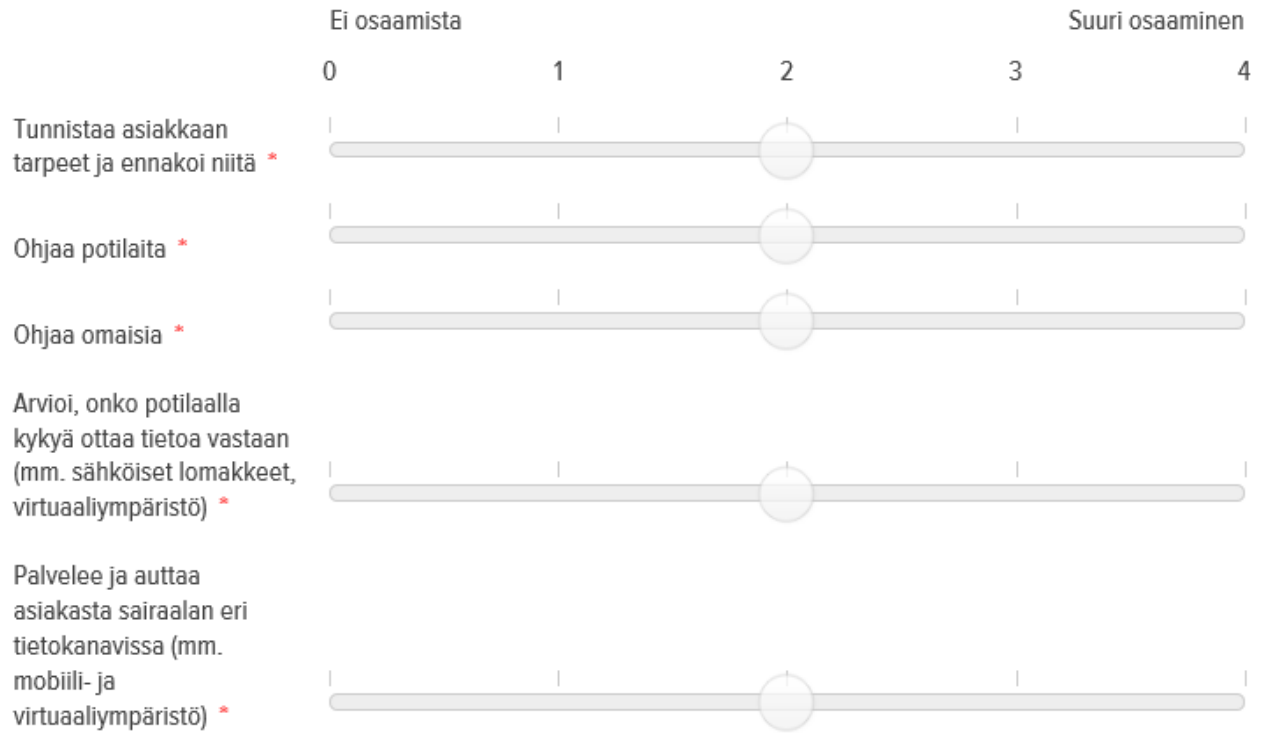 Ei osaamista Suuri osaaminen
0 1 2 3 4
Tunnistaa asiakkaan
tarpeet ja ennakoi niitä *
Ohjaa potilaita *
Ohjaa omaisia *
Arvioi, onko potilaalla
kykyä ottaa tietoa vastaan
(mm. sähköiset lomakkeet,
virtuaaliympäristö) *
Palvelee ja auttaa
asiakasta sairaalan eri
tietokanavissa (mm.
mobiili- ja
virtuaaliympäristö) *